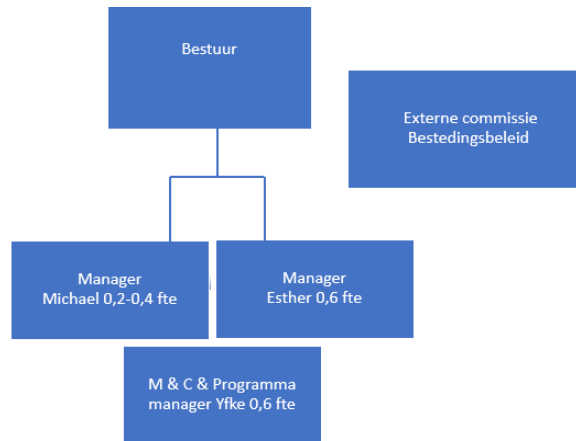 Bestuur
Externe commissie
Bestedingsbeleid
Manager
Michael 0,2-0,4 fte
Manager
Esther 0,6 fte
M & C & Programma
manager Yfke 0,6 fte